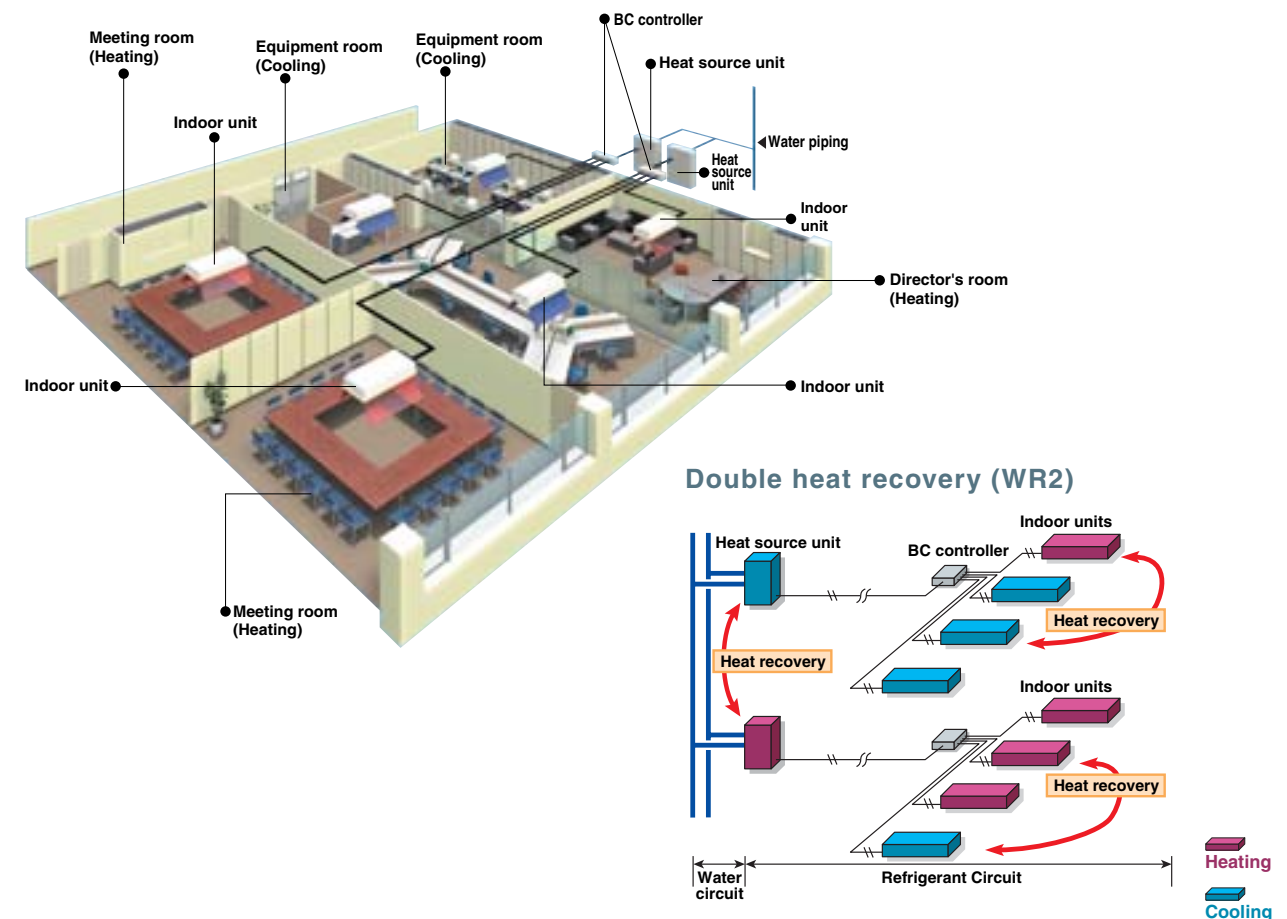 BC controller
Meeting room
(Heating)
Equipment room
(Cooling)
Equipment room
(Cooling)
Heat source unit
Indoor unit
Water piping
Heat
source
unit
Indoor
unit
Director's room
(Heating)
Indoor unit
Indoor unit
Meeting room
(Heating)
Double heat recovery (WR2)
Indoor units
Heat source unit
BC controller
Heat recovery
Heat recovery
Indoor units
Heat recovery
Water
circuit
Refrigerant Circuit
Heating
Cooling